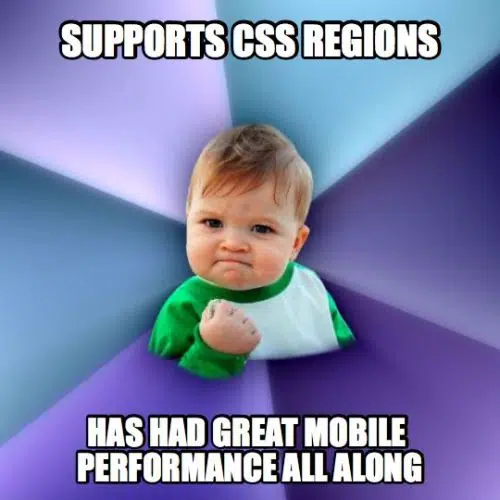 SUPPORTS CSS REGIONS
HAS HAD GREAT MOBILE
PERFORMANCE ALL ALONG